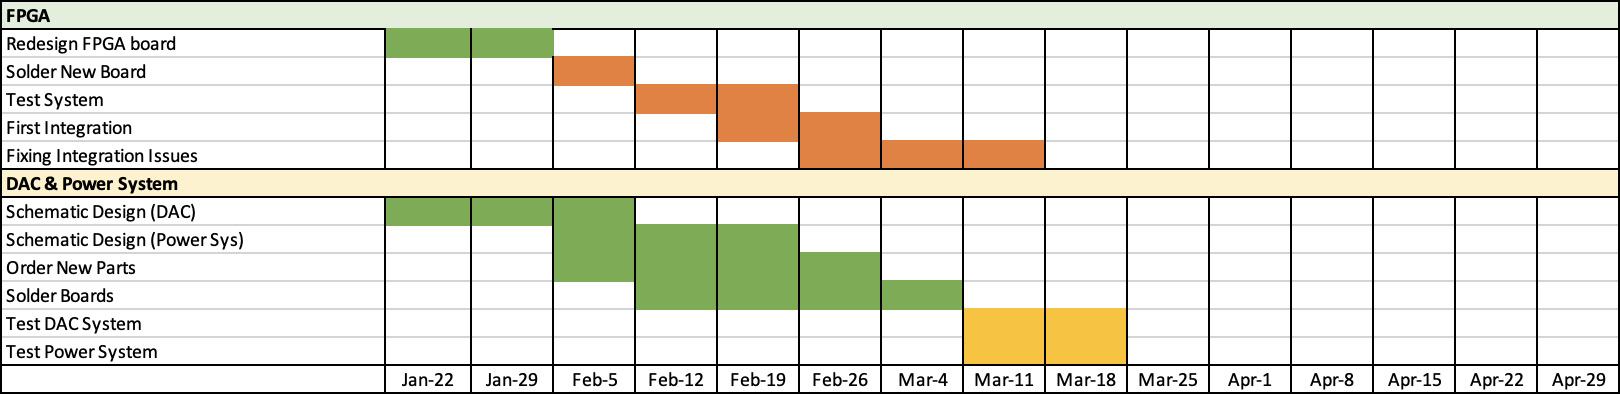 FPGA
Redesign FPGA board
Solder New Board
Test System
First Integration
Fixing Integration Issues
DAC & Power System
Schematic Design (DAC)
Schematic Design (Power Sys)
Order New Parts
Solder Boards
Test DAC System
Test Power System
Jan-22 Jan-29 Feb-5 Feb-12 Feb-19 Feb-26 Mar-4 Mar-11 Mar-18 Mar-25 Apr-1 Apr-8 Apr-15 Apr-22 Apr-29